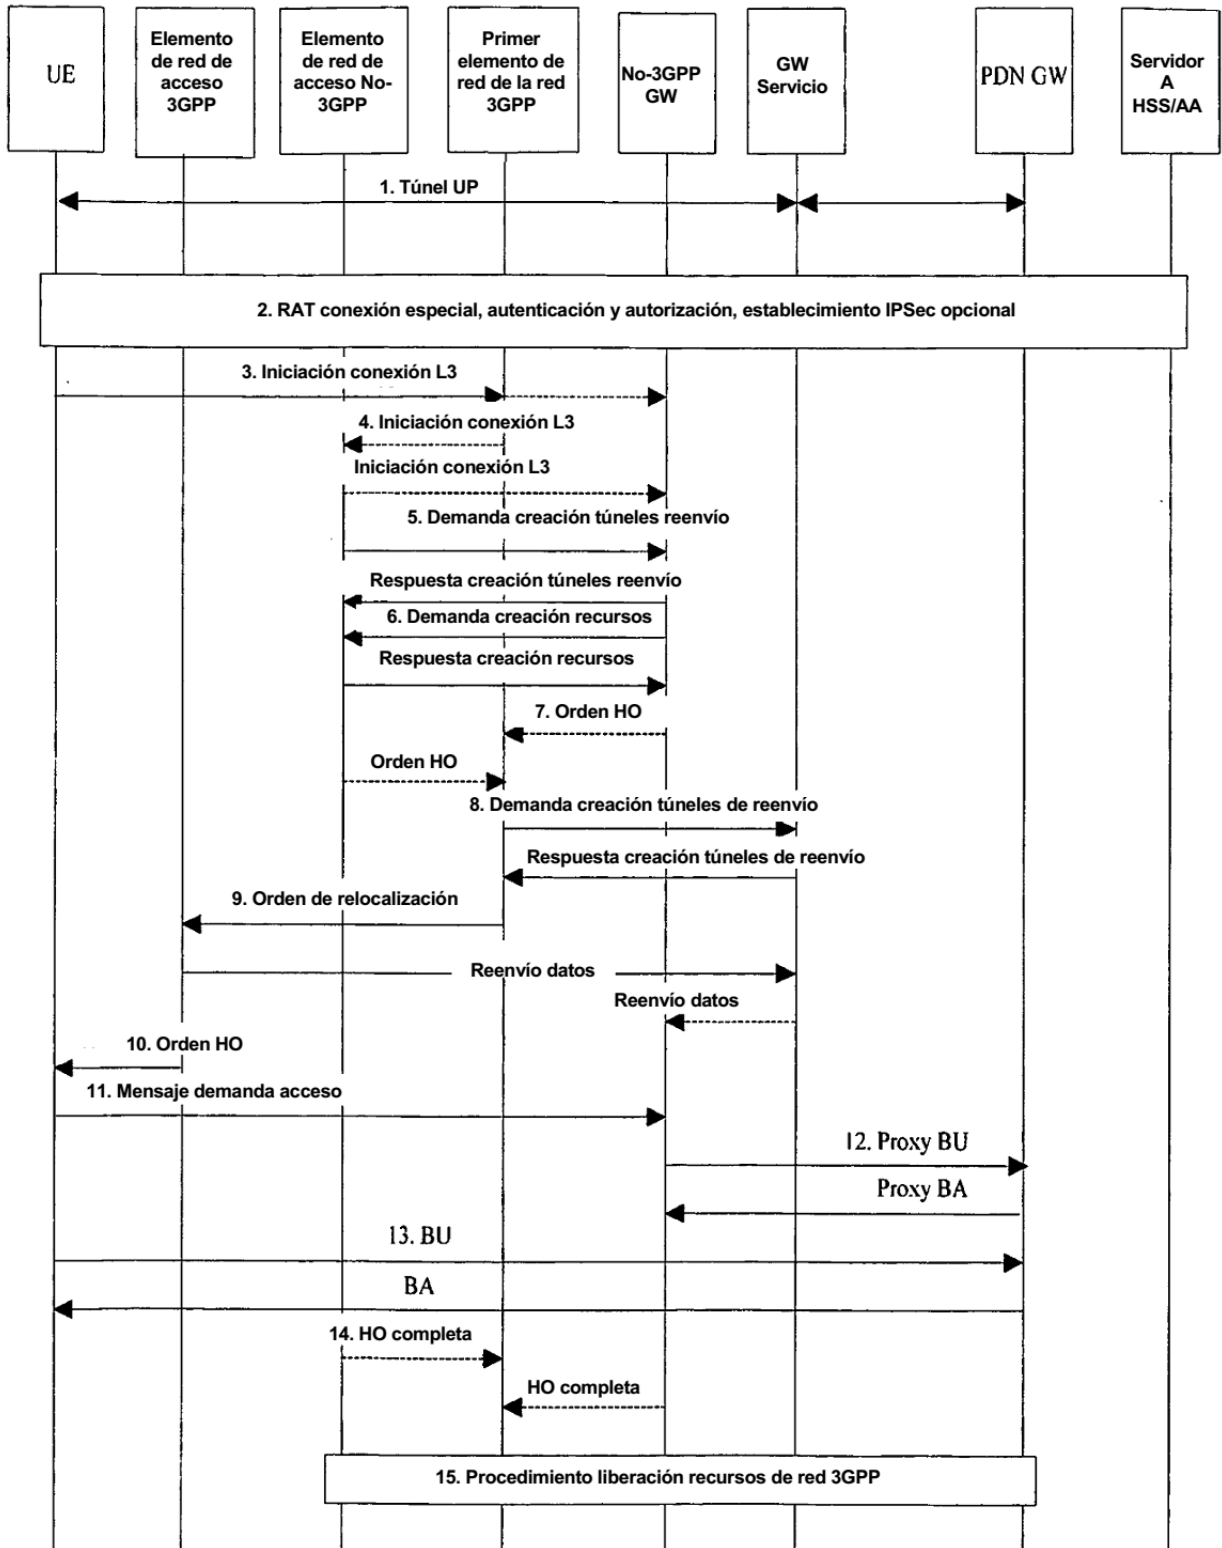 UE
Elemento
de red de
acceso
3GPP
Elemento
de red de
acceso No-
3GPP
Primer
elemento de
red de la red
3GPP
No-3GPP
GW
GW
Servicio
PDN GW
Servidor
A
HSS/AA
1. Túnel UP
2. RAT conexión especial, autenticación y autorización, establecimiento IPSec opcional
3. Iniciación conexión L3
4. Iniciación conexión L3
Iniciación conexión L3
5. Demanda creación túneles reenvío
Respuesta creación túneles reenvío
6. Demanda creación recursos
Respuesta creación recursos
7. Orden HO
Orden HO
8. Demanda creación túneles de reenvío
Respuesta creación túneles de reenvío
9. Orden de relocalización
Reenvío datos
Reenvío datos
10. Orden HO
11. Mensaje demanda acceso
12. Proxy BU
Proxy BA
13. BU
BA
14. HO completa
HO completa
15. Procedimiento liberación recursos de red 3GPP